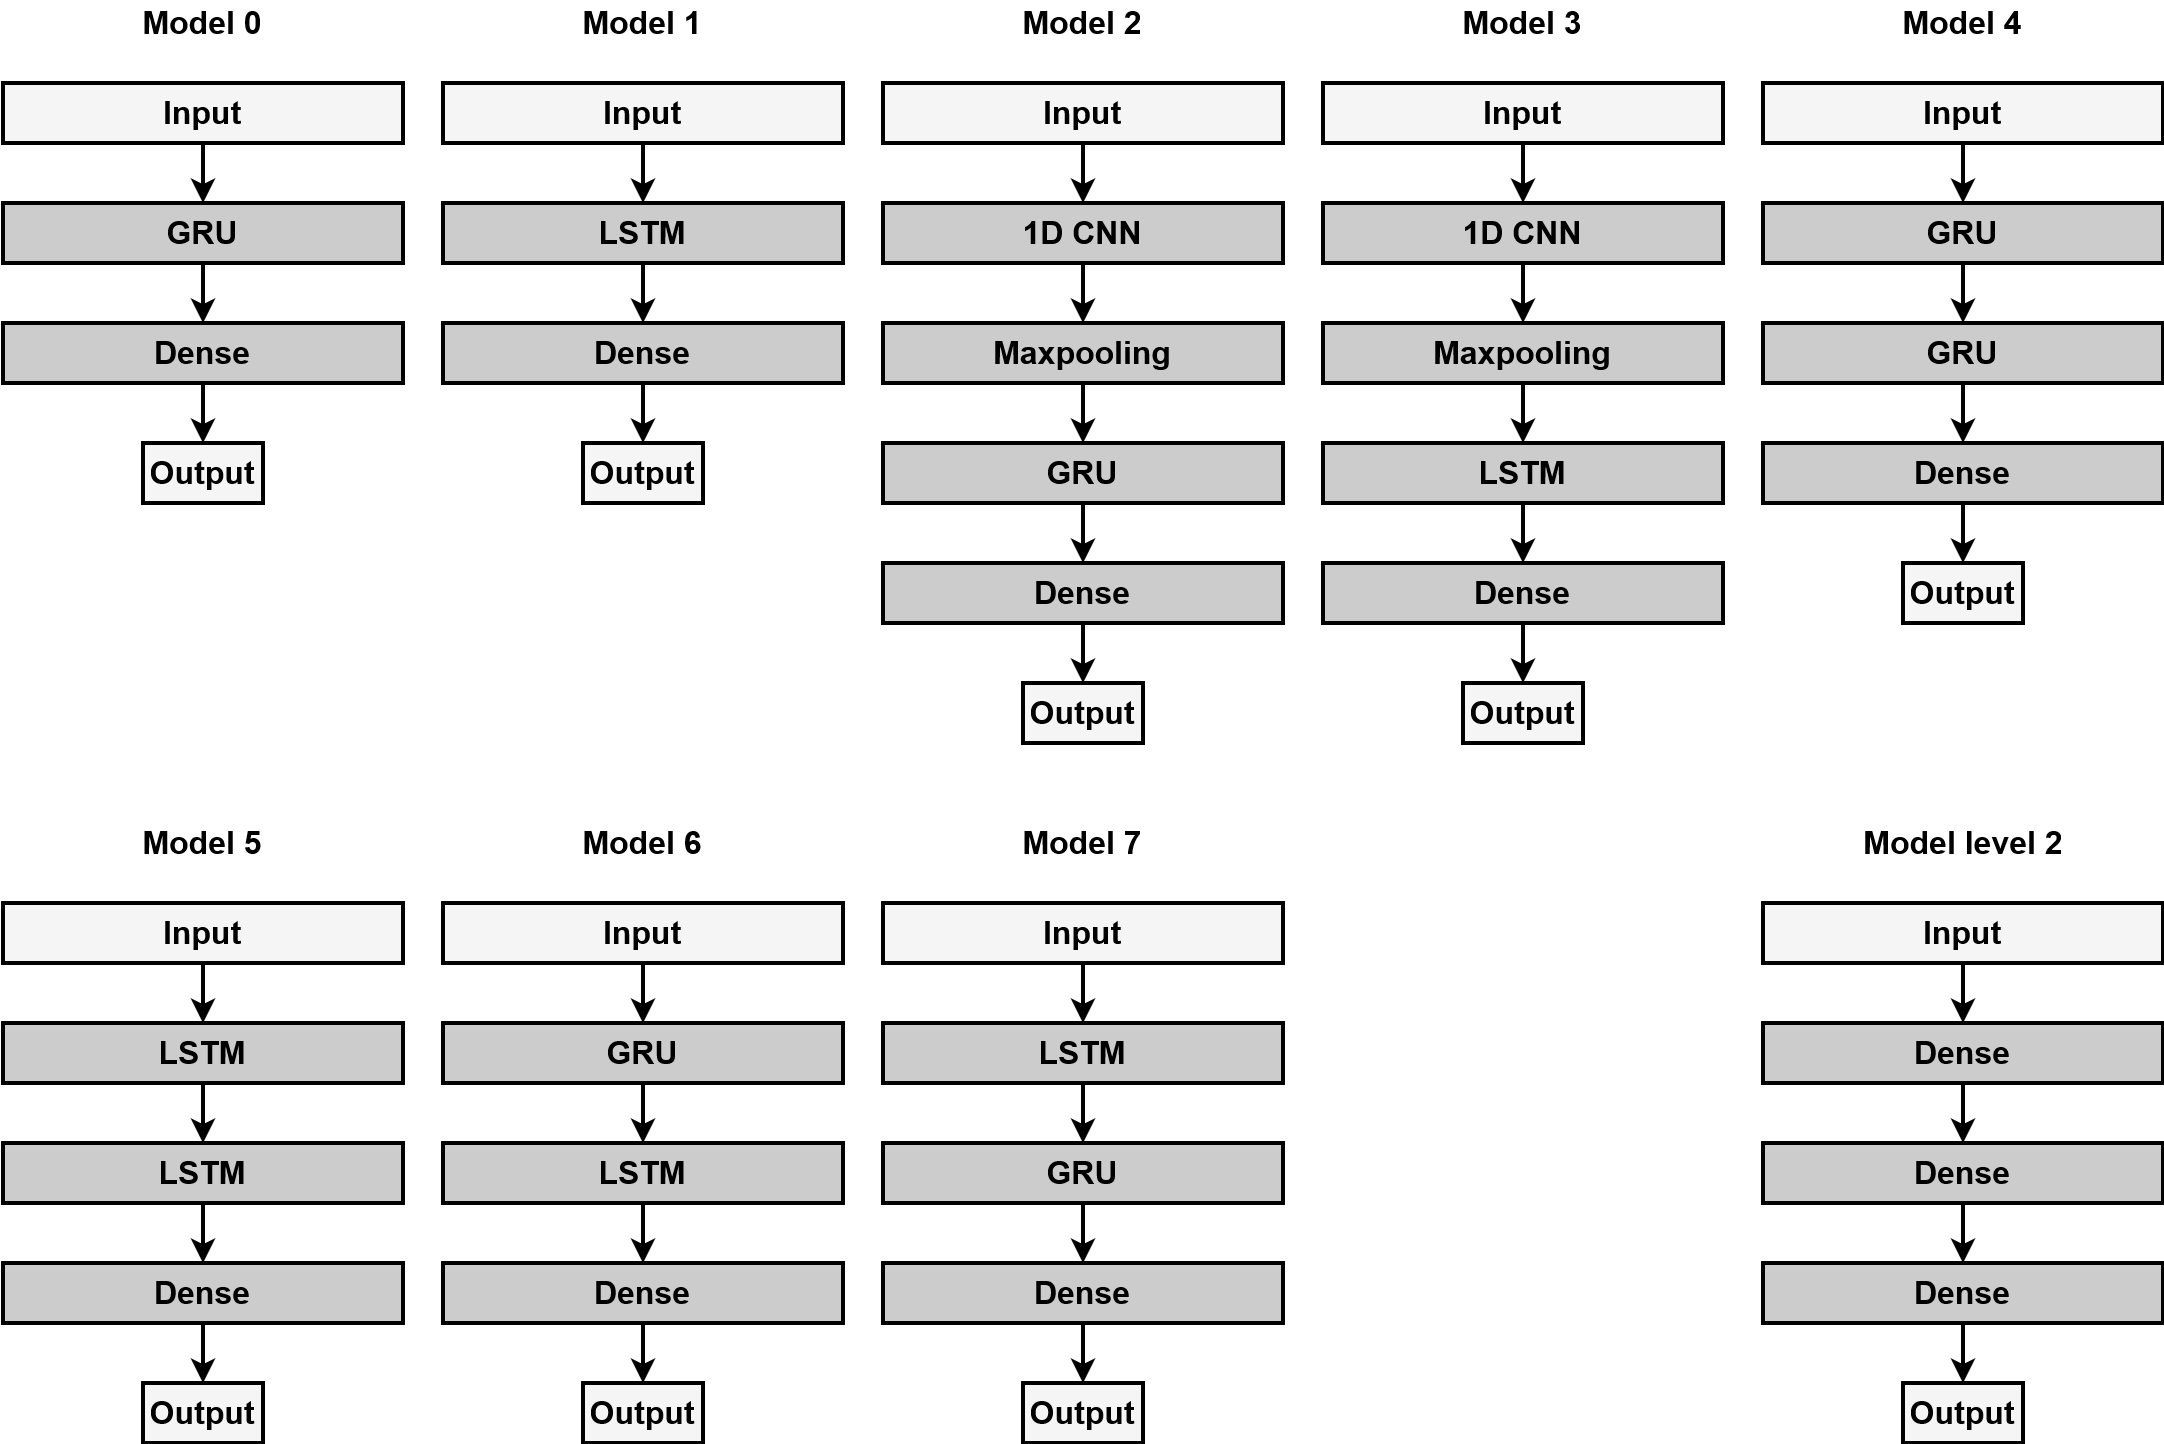 Model 0
Input
GRU
Dense
Output
Model 1
Input
LSTM
Dense
Output
Model 2
Input
1D CNN
Maxpooling
GRU
Dense
Output
Model 3
Input
1D CNN
Maxpooling
LSTM
Dense
Output
Model 4
Input
GRU
GRU
Dense
Output
Model 5
Input
LSTM
LSTM
Dense
Output
Model 6
Input
GRU
LSTM
Dense
Output
Model 7
Input
LSTM
GRU
Dense
Output
Model level 2
Input
Dense
Dense
Dense
Output